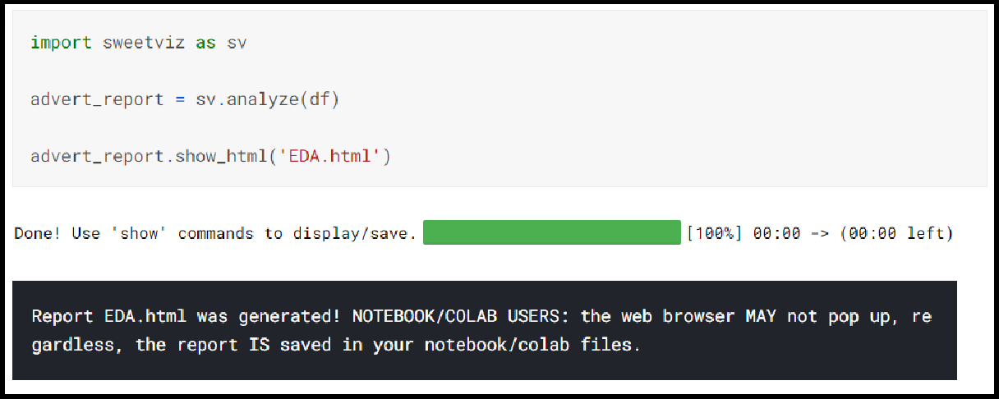 import sweetviz as sv
advert_report = sv.analyze(df)
advert_report.show_html('EDA.html')
Done! Use 'show' commands to display/save. [100%] 00:00 -> (00:00 left)
Report EDA.html was generated! NOTEBOOK/COLAB USERS: the web browser MAY not pop up, re
gardless, the report IS saved in your notebook/colab files.